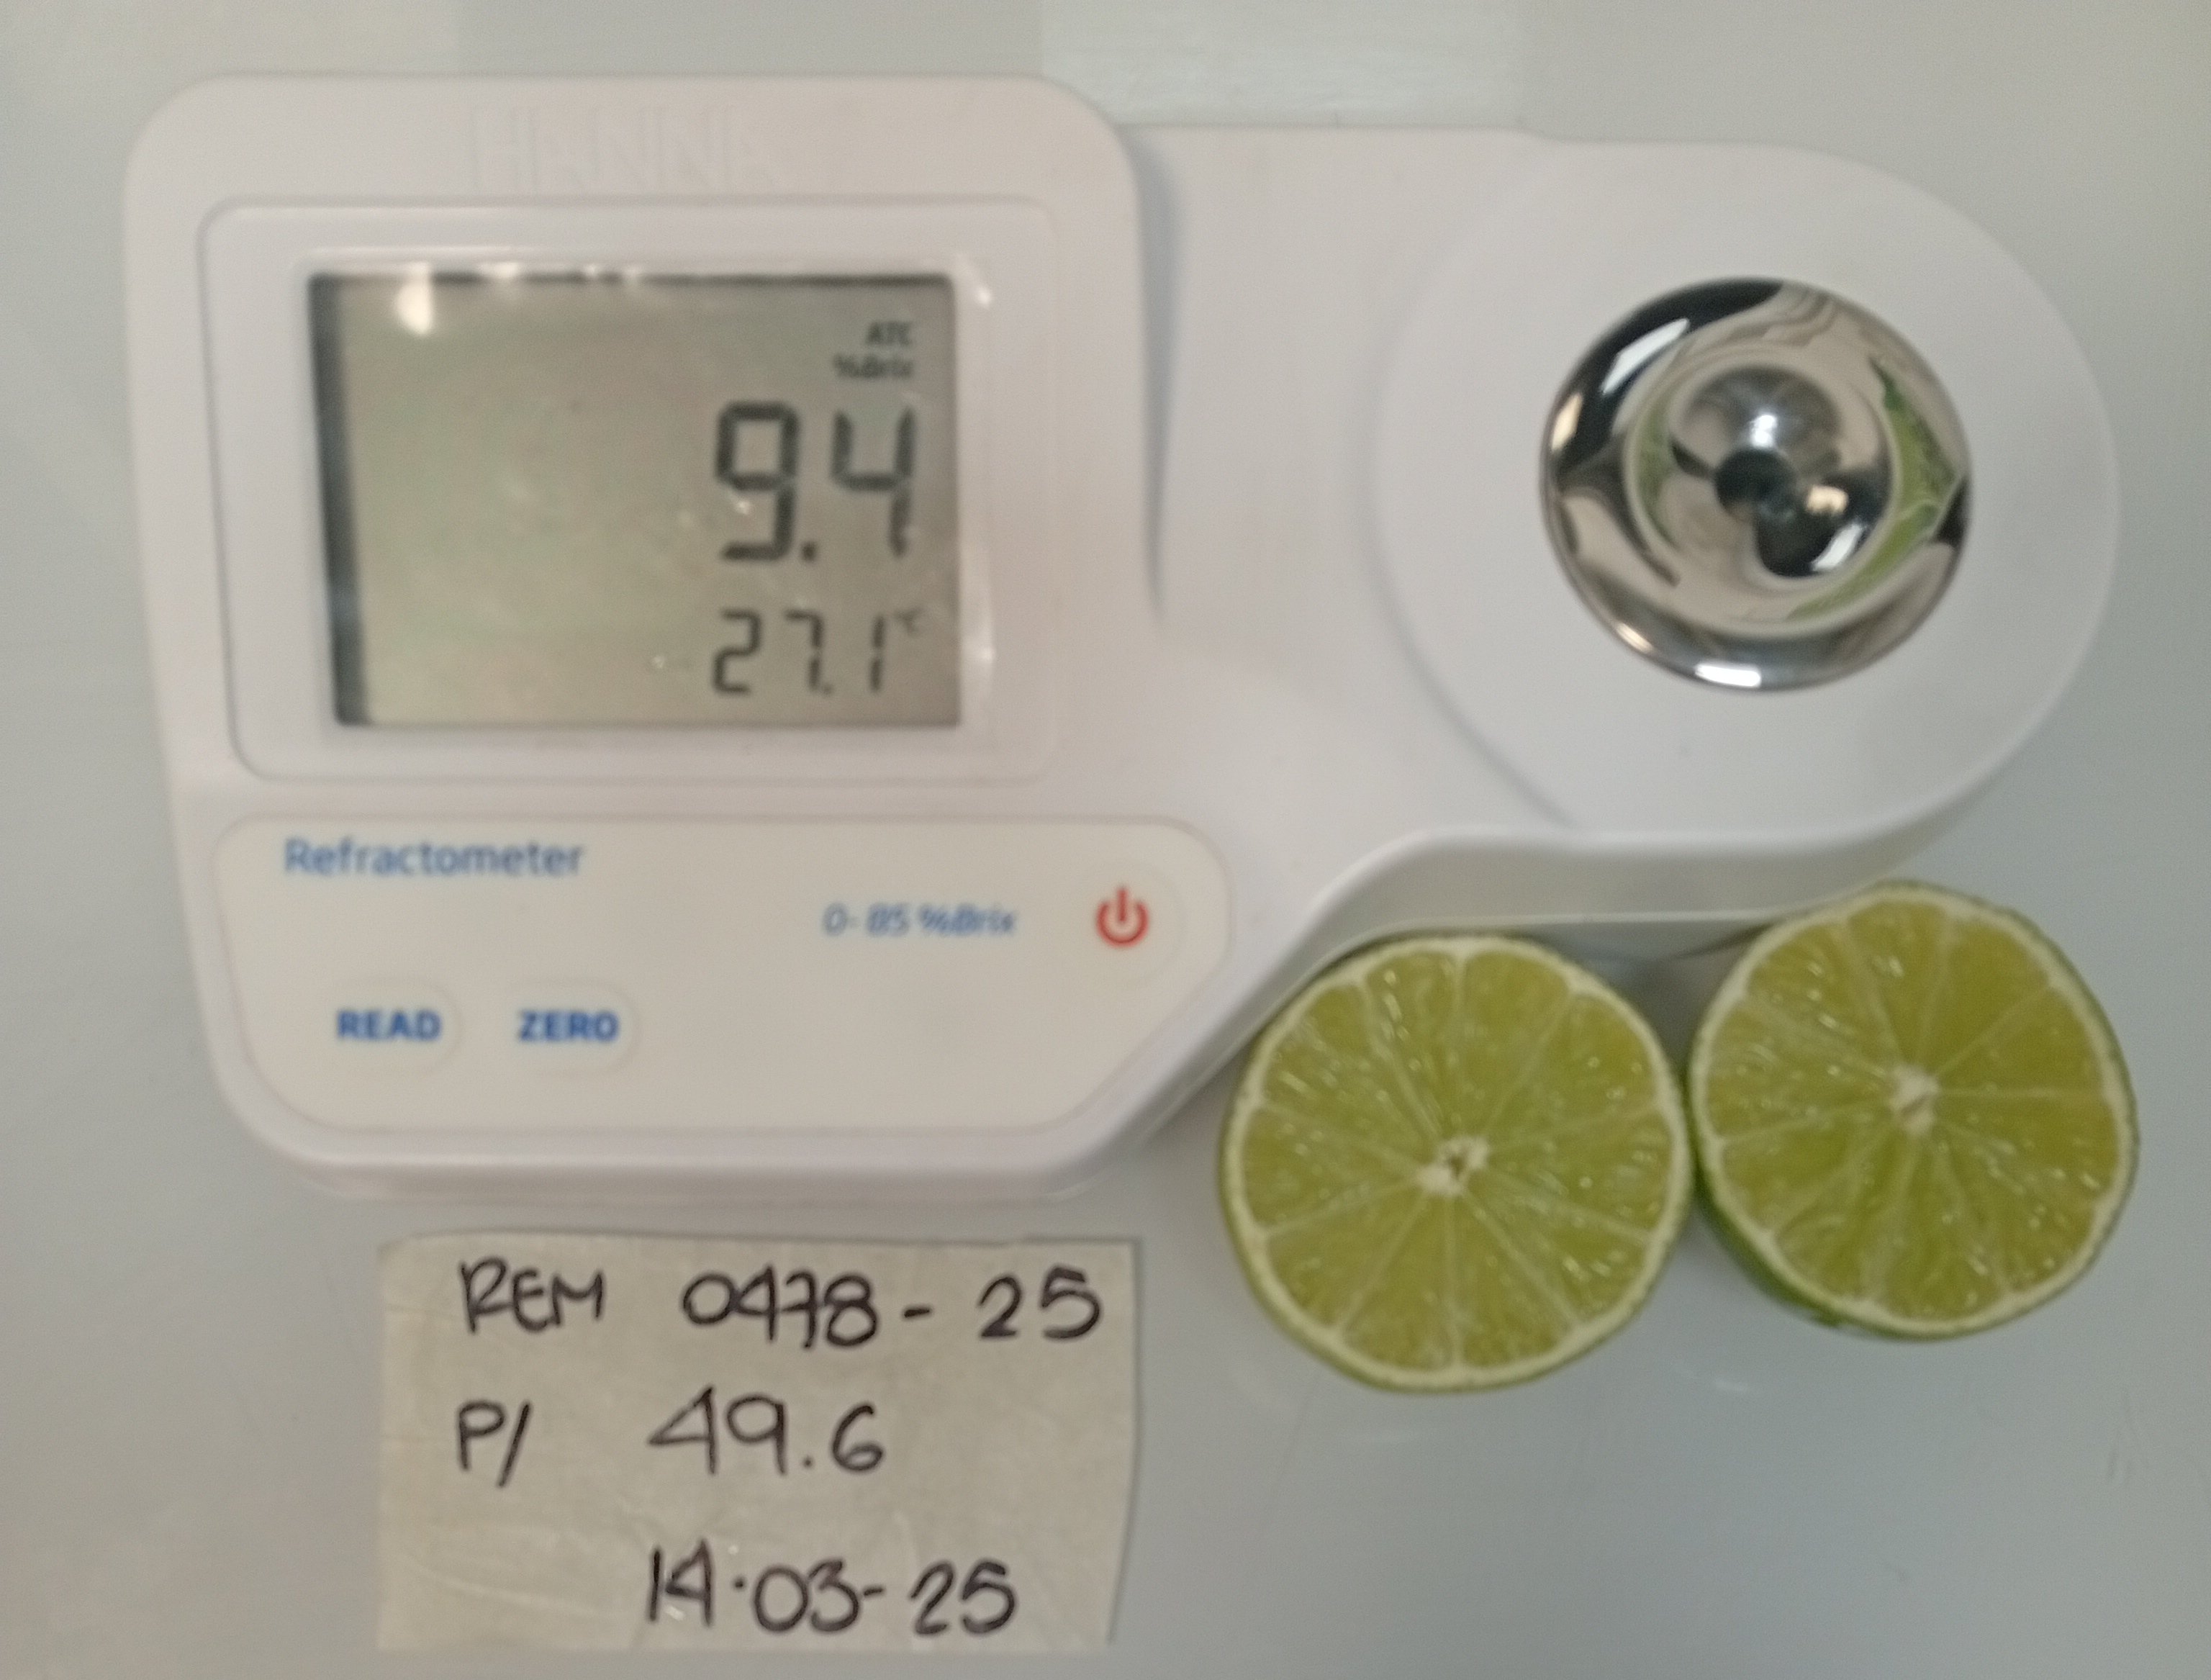 HANNA
ATC
%Brix
9.4
27.1°C
Refractometer
0- 85 %Brix
READ ZERO
REM 0478 - 25
P/ 49.6
14·03-25